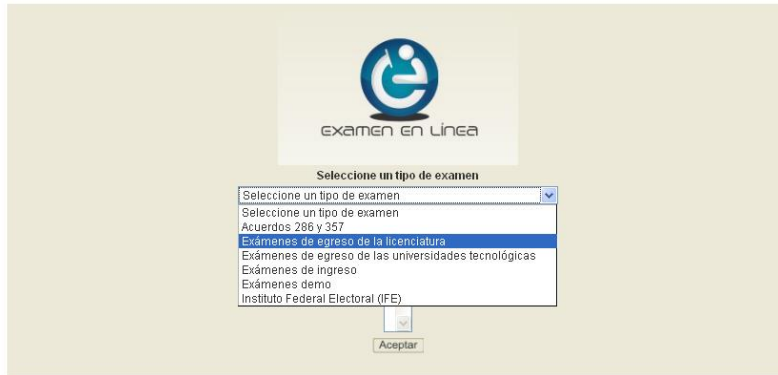 examen en Línea
Seleccione un tipo de examen
Seleccione un tipo de examen
Seleccione un tipo de examen
Acuerdos 286 y 357
Exámenes de egreso de la licenciatura
Exámenes de egreso de las universidades tecnológicas
Exámenes de ingreso
Exámenes demo
Instituto Federal Electoral (IFE)
Aceptar